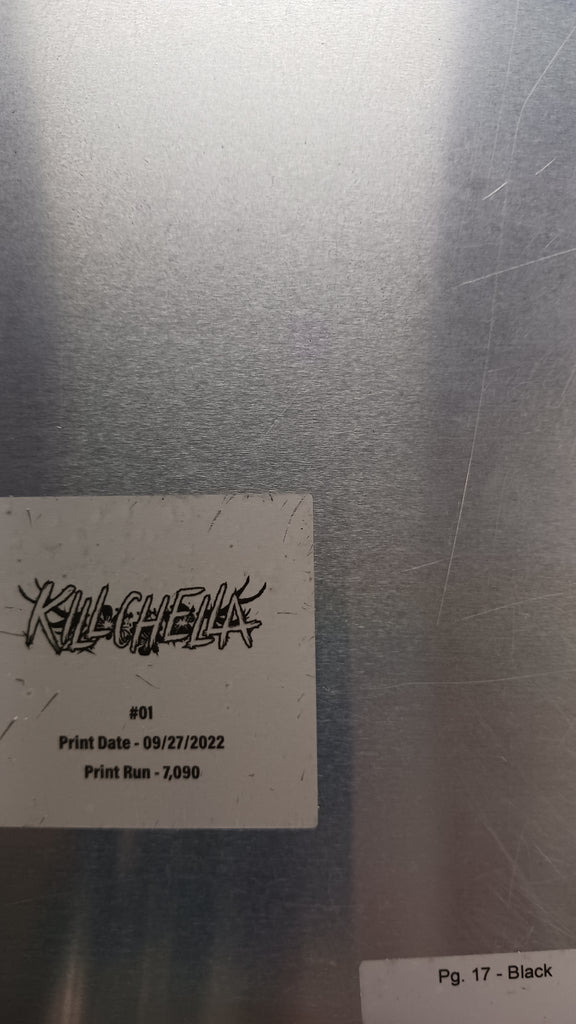 KILLCHELLA
#01
Print Date - 09/27/2022
Print Run - 7,090
Pg. 17 - Black